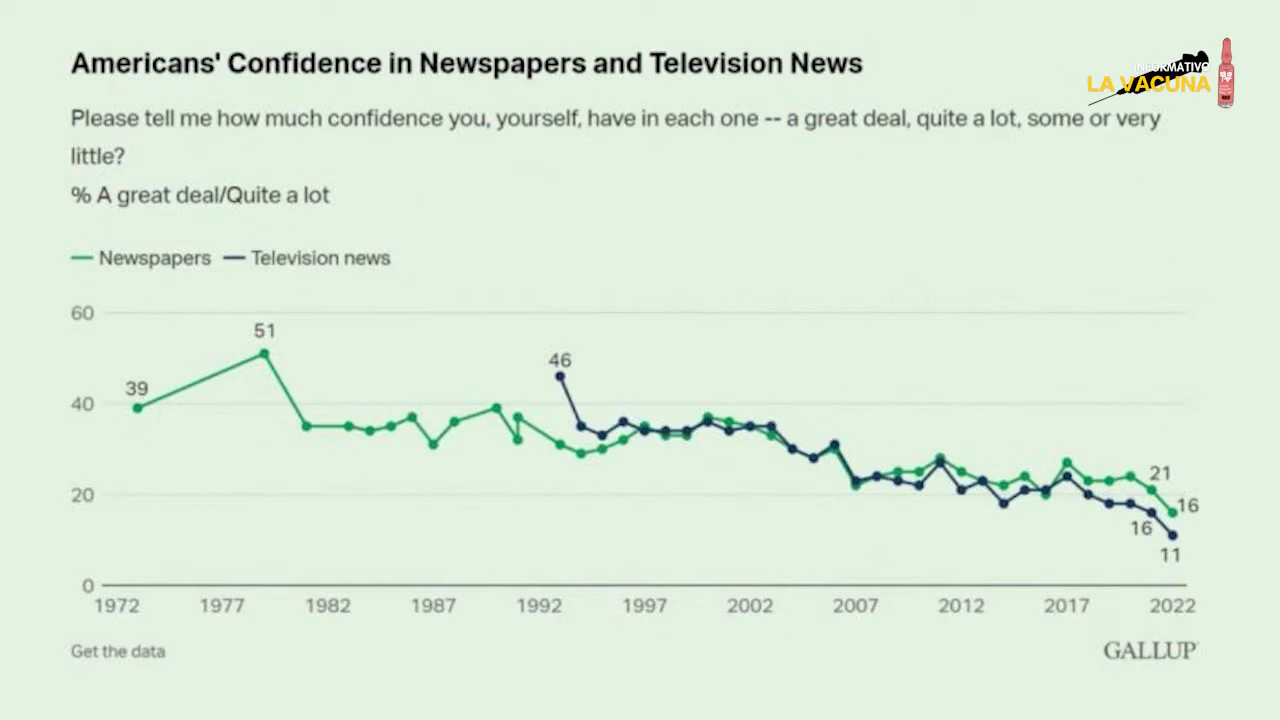 Americans' Confidence in Newspapers and Television News
INFORMATIVO
LA VACUNA
Please tell me how much confidence you, yourself, have in each one -- a great deal, quite a lot, some or very
little?
% A great deal/Quite a lot
Newspapers Television news
60
51
46
39
40
21
20
16
16
11
0
1972 1977 1982 1987 1992 1997 2002 2007 2012 2017 2022
Get the data
GALLUP